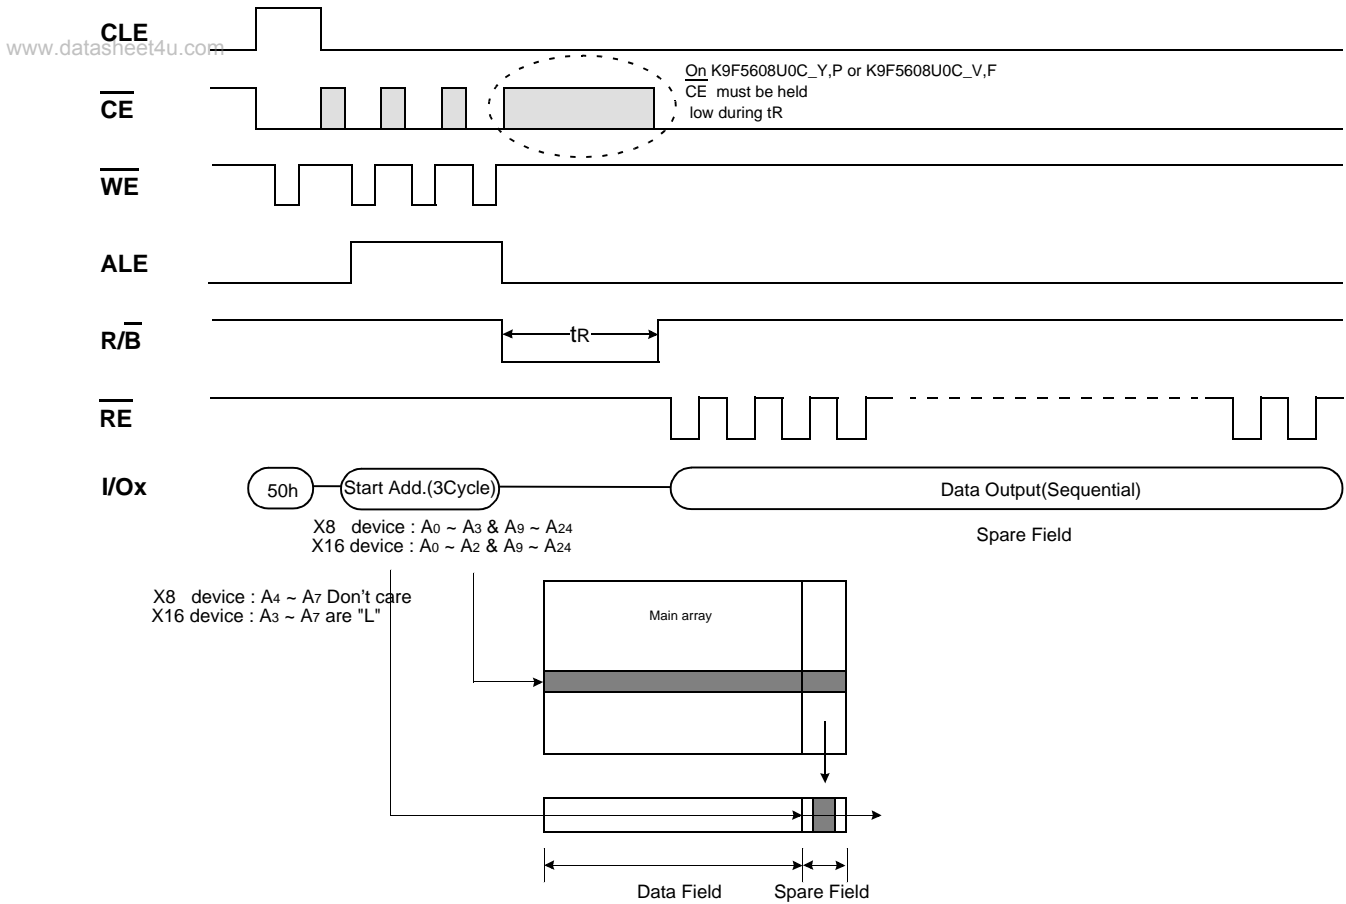 CLE
www.datasheet4u.com
On K9F5608U0C_Y,P or K9F5608U0C_V,F
CE must be held
low during tR
CE
WE
ALE
R/B
tR
RE
I/Ox
50h
Start Add.(3Cycle)
Data Output(Sequential)
X8 device : A0 ~ A3 & A9 ~ A24
X16 device : A0 ~ A2 & A9 ~ A24
Spare Field
X8 device : A4 ~ A7 Don't care
X16 device : A3 ~ A7 are "L"
Main array
Data Field
Spare Field